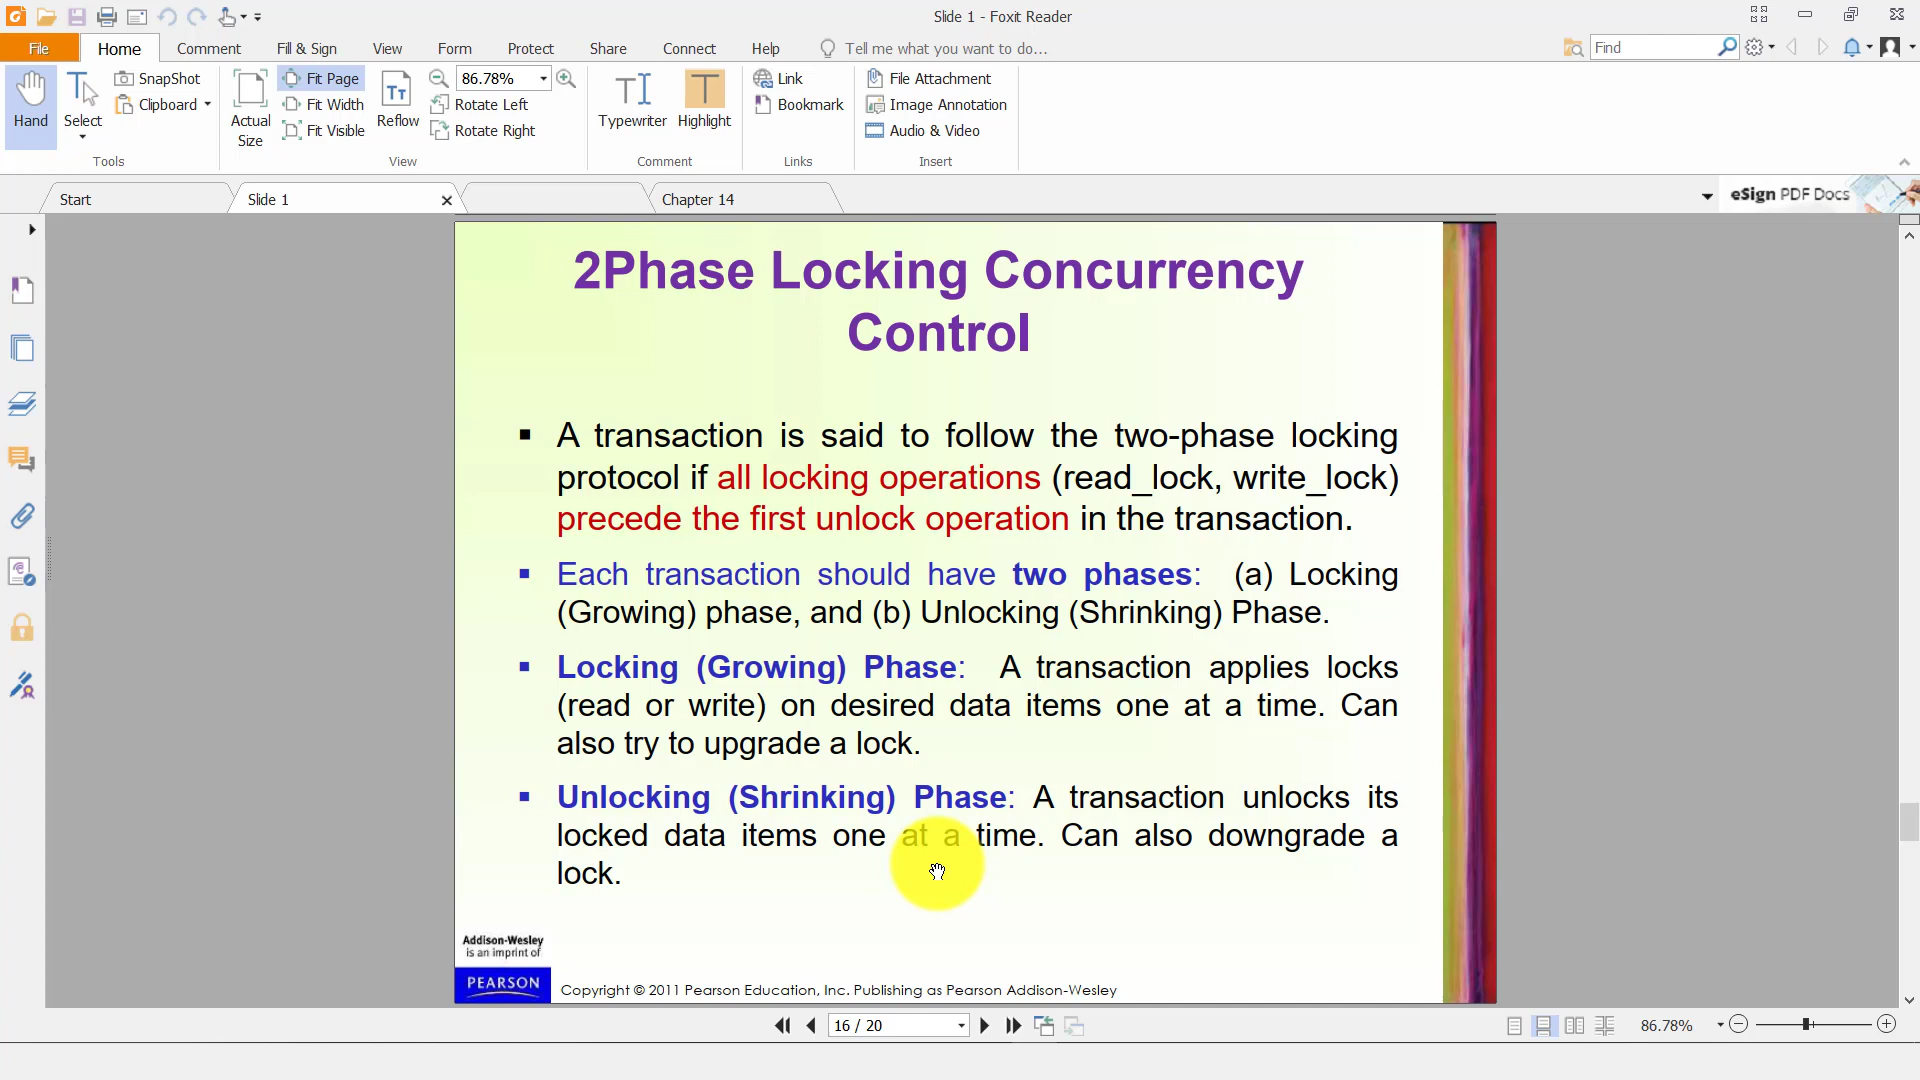 Slide 1 - Foxit Reader
File Home Comment Fill & Sign View Form Protect Share Connect Help Tell me what you want to do... Find
Hand
Select
SnapShot
Clipboard
Tools
Actual
Size
Fit Page
Fit Width
Fit Visible
Reflow
86.78%
Rotate Left
Rotate Right
View
Typewriter
Highlight
Comment
Link
Bookmark
Links
File Attachment
Image Annotation
Audio & Video
Insert
Start Slide 1 Chapter 14 eSign PDF Docs
2Phase Locking Concurrency
Control
▪ A transaction is said to follow the two-phase locking
protocol if all locking operations (read_lock, write_lock)
precede the first unlock operation in the transaction.
▪ Each transaction should have two phases: (a) Locking
(Growing) phase, and (b) Unlocking (Shrinking) Phase.
▪ Locking (Growing) Phase: A transaction applies locks
(read or write) on desired data items one at a time. Can
also try to upgrade a lock.
▪ Unlocking (Shrinking) Phase: A transaction unlocks its
locked data items one at a time. Can also downgrade a
lock.
Addison-Wesley
is an imprint of
PEARSON
Copyright © 2011 Pearson Education, Inc. Publishing as Pearson Addison-Wesley
16 / 20 86.78%